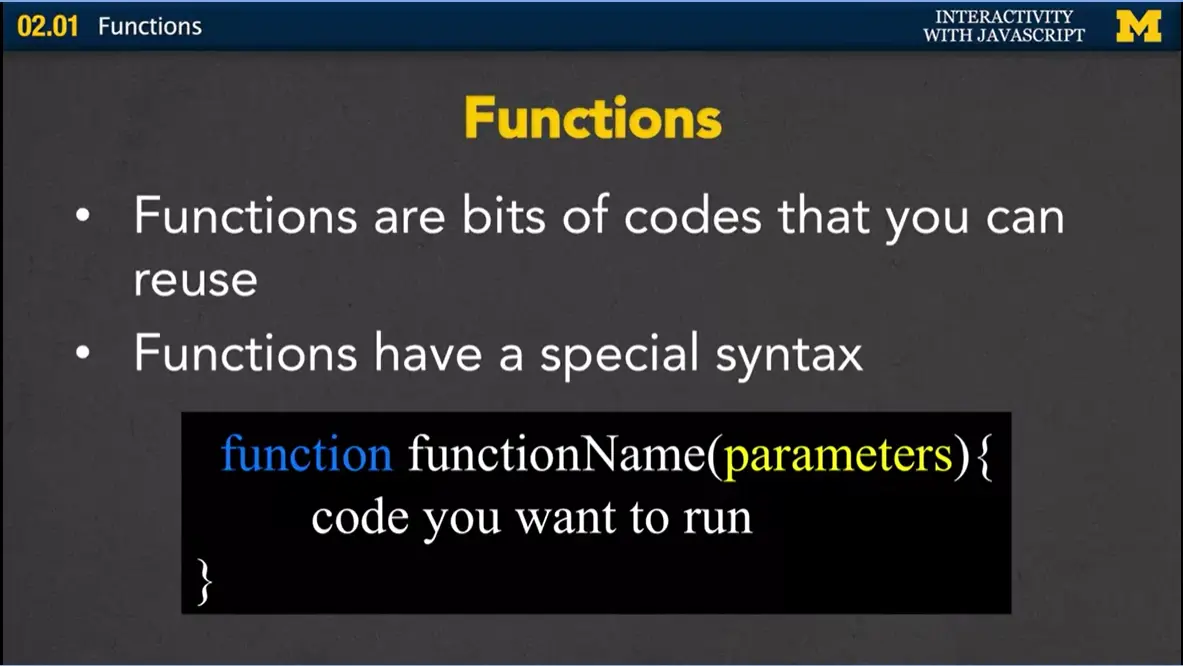 02.01 Functions
INTERACTIVITY
WITH JAVASCRIPT
M
Functions
• Functions are bits of codes that you can
reuse
• Functions have a special syntax
function functionName(parameters){
code you want to run
}